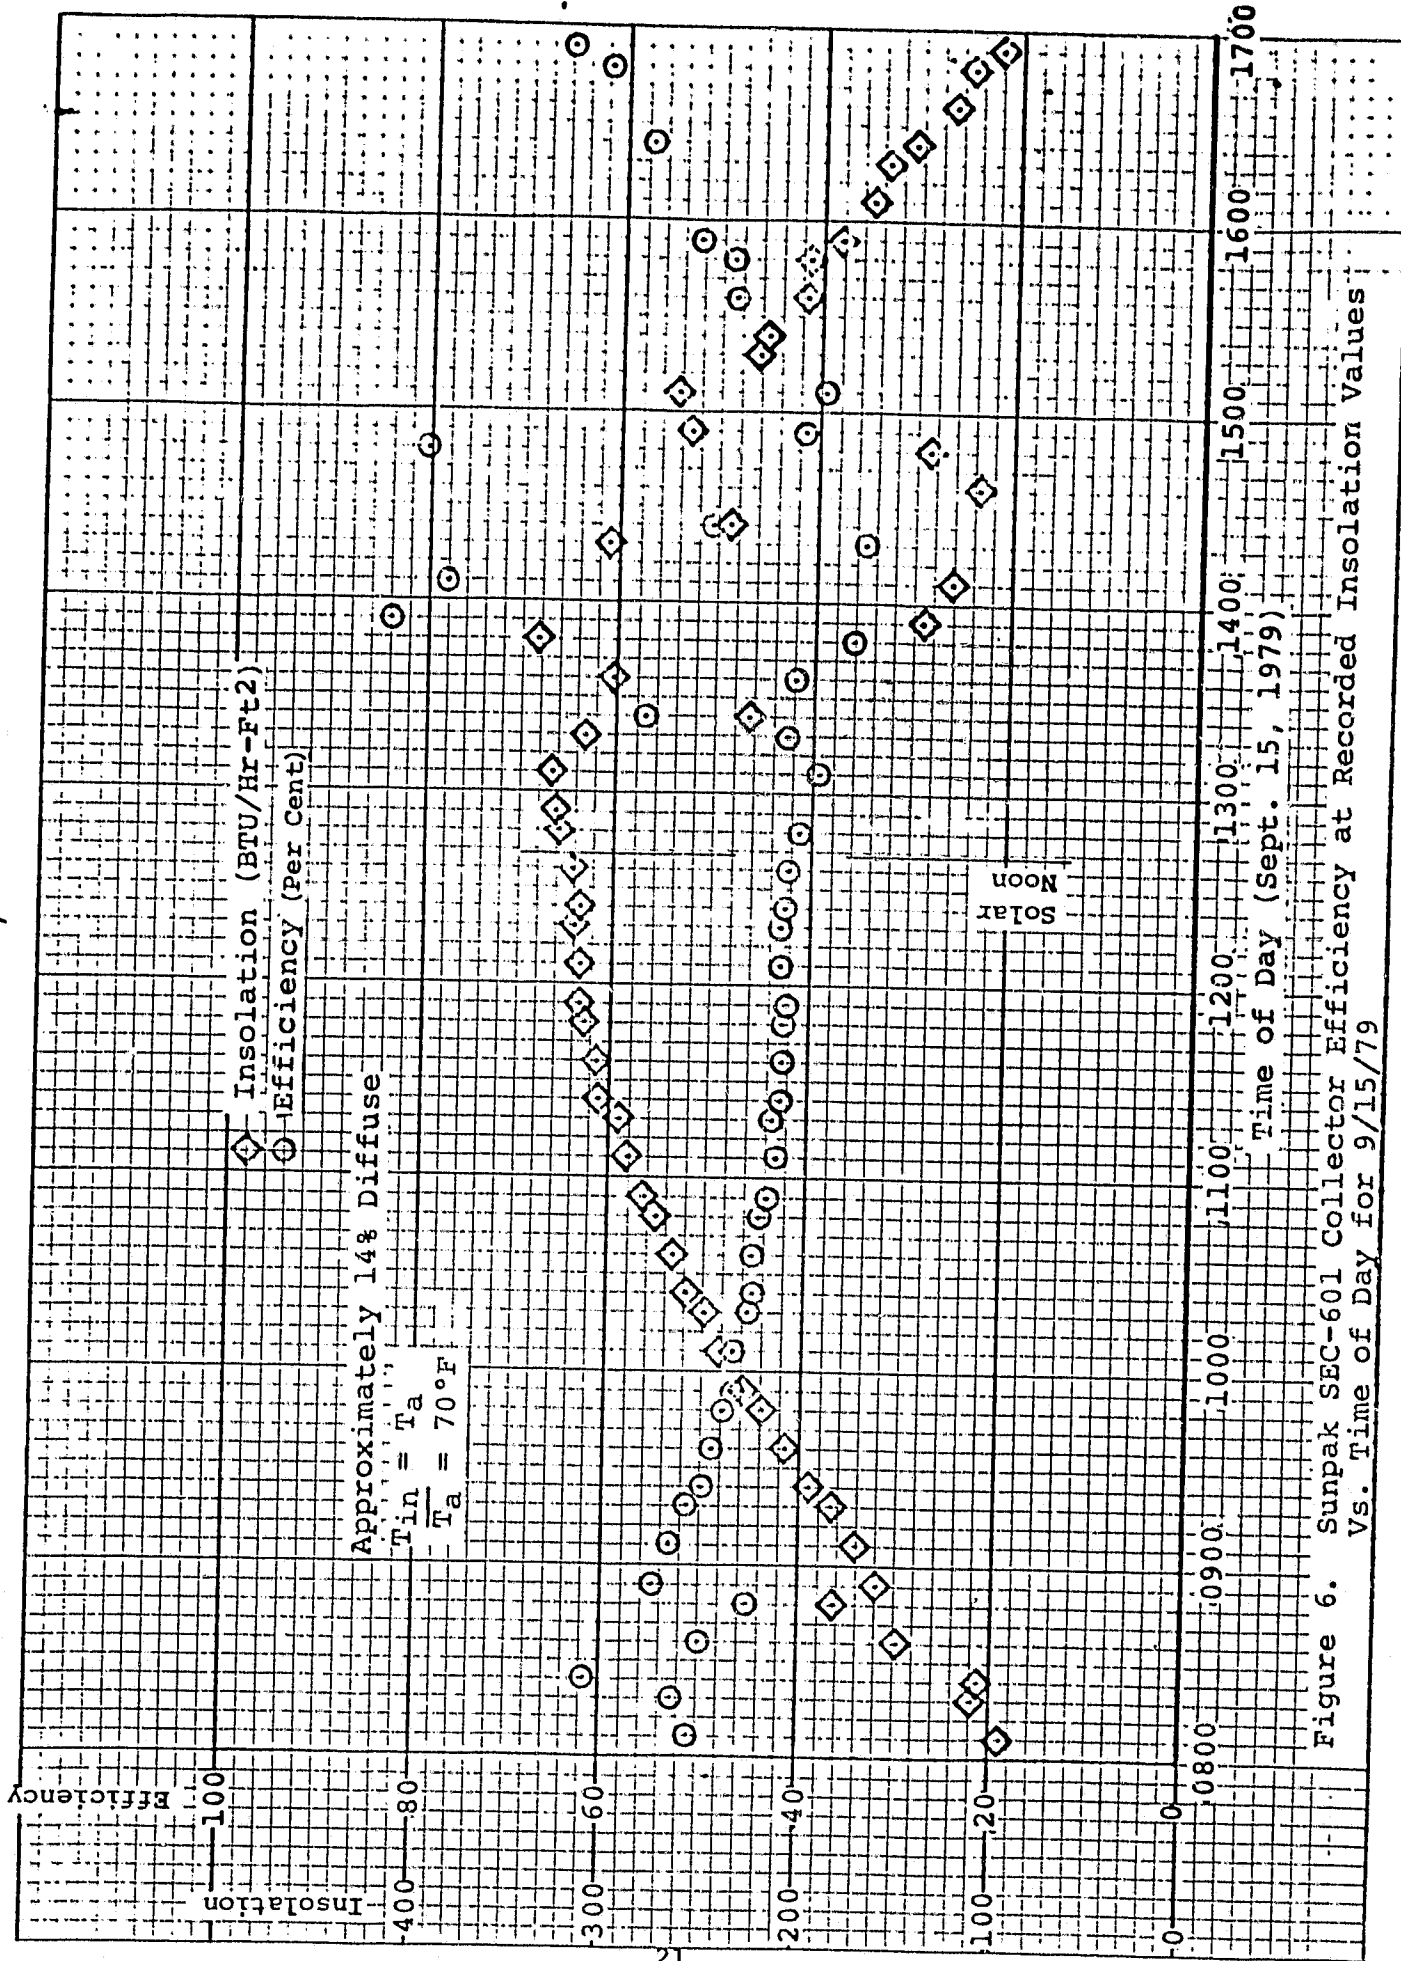 Efficiency
Insolation
100
400
80
300
60
200
40
100
20
0
0
Insolation (BTU/Hr-Ft2)
Efficiency (Per Cent)
Approximately 14% Diffuse
Tin = Ta
Ta = 70°F
Solar
Noon
0800
0900
1000
1100
1200
1300
1400
1500
1600
1700
Time of Day (Sept. 15, 1979)
Figure 6. Sunpak SEC-601 Collector Efficiency at Recorded Insolation Values
Vs. Time of Day for 9/15/79
12